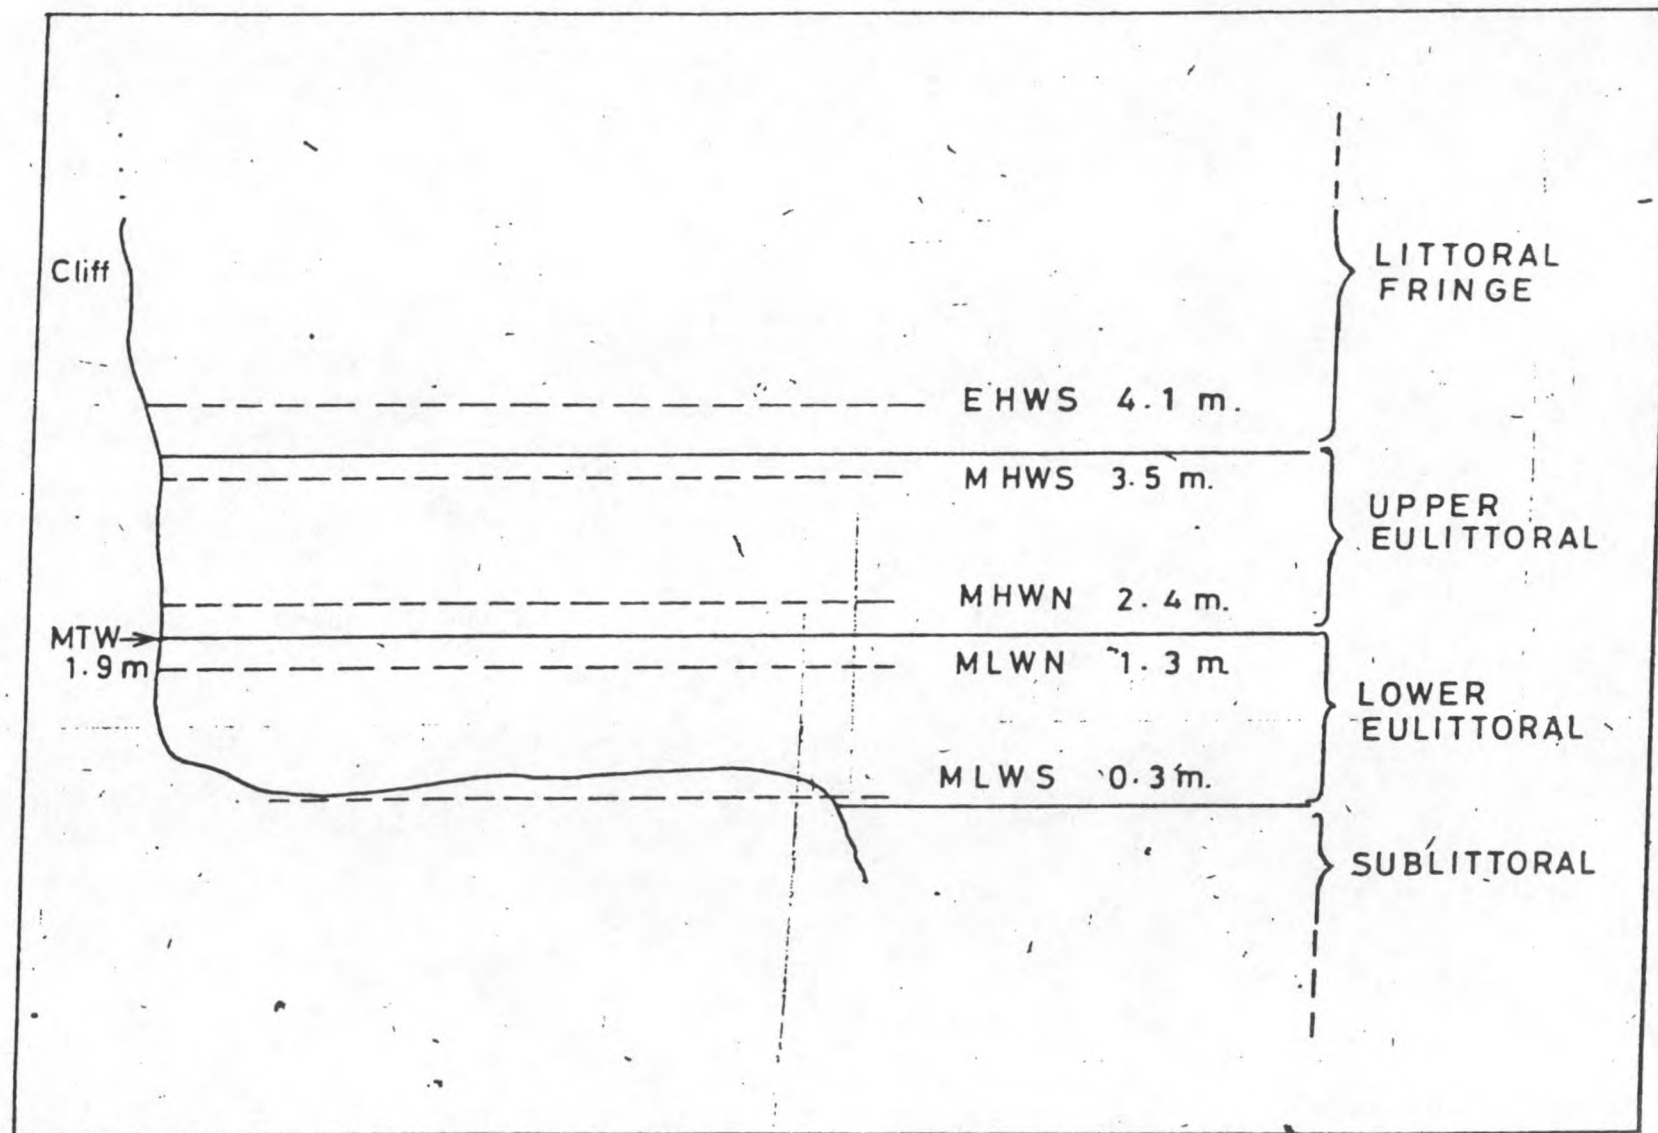 Cliff
LITTORAL
FRINGE
EHWS 4.1 m.
MHWS 3.5 m.
UPPER
EULITTORAL
MHWN 2.4 m.
MTW
1.9 m
MLWN 1.3 m
LOWER
EULITTORAL
MLWS 0.3 m.
SUBLITTORAL